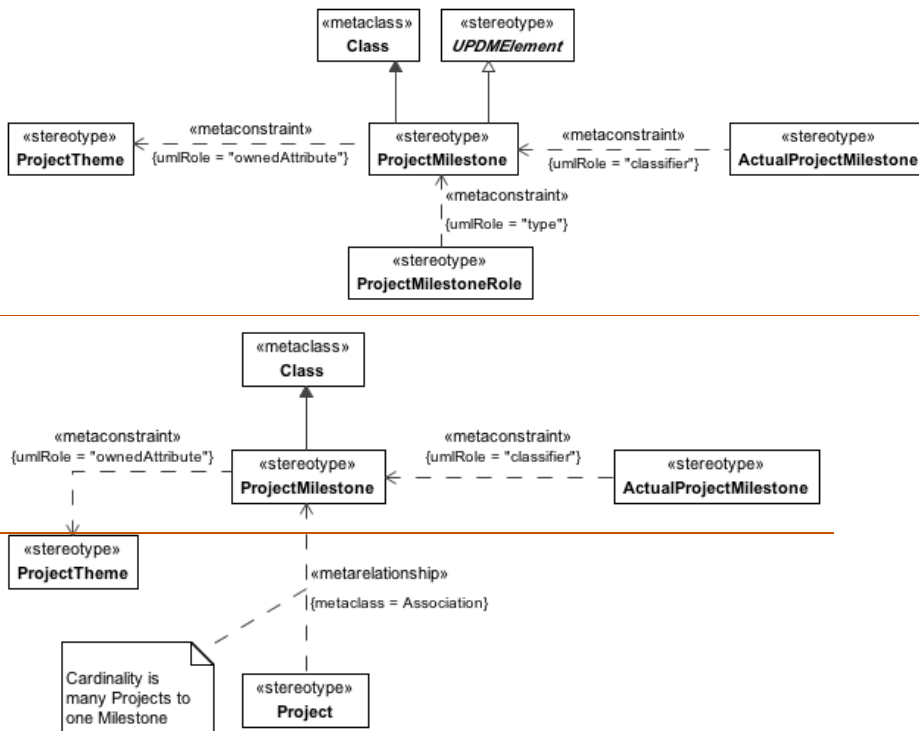 «metaclass»
Class
«stereotype»
UPDMElement
«stereotype»
ProjectTheme
«metaconstraint»
{umlRole = "ownedAttribute"}
«stereotype»
ProjectMilestone
«metaconstraint»
{umlRole = "classifier"}
«stereotype»
ActualProjectMilestone
«metaconstraint»
{umlRole = "type"}
«stereotype»
ProjectMilestoneRole
«metaclass»
Class
«metaconstraint»
{umlRole = "ownedAttribute"}
«stereotype»
ProjectMilestone
«metaconstraint»
{umlRole = "classifier"}
«stereotype»
ActualProjectMilestone
«stereotype»
ProjectTheme
«metarelationship»
{metaclass = Association}
Cardinality is
many Projects to
one Milestone
«stereotype»
Project